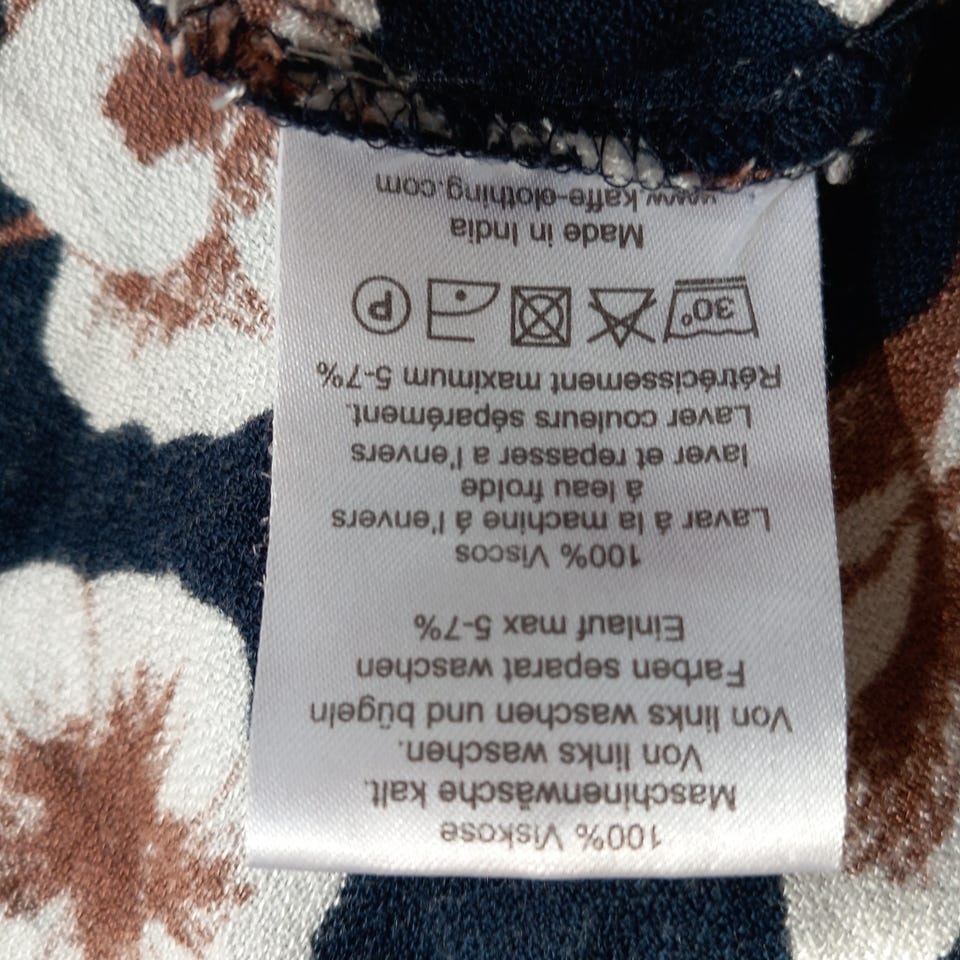 100% Viskose
Maschinenwäsche kalt.
Von links waschen.
Von links waschen und bügeln
Farben separat waschen
Einlauf max 5-7%
100% Viscos
Lavar á la machine á l'envers
á leau frolde
laver et repasser a l'envers
Laver couleurs séparément.
Rétrécissement maximum 5-7%
30° P
Made in India
www.kaffe-clothing.com